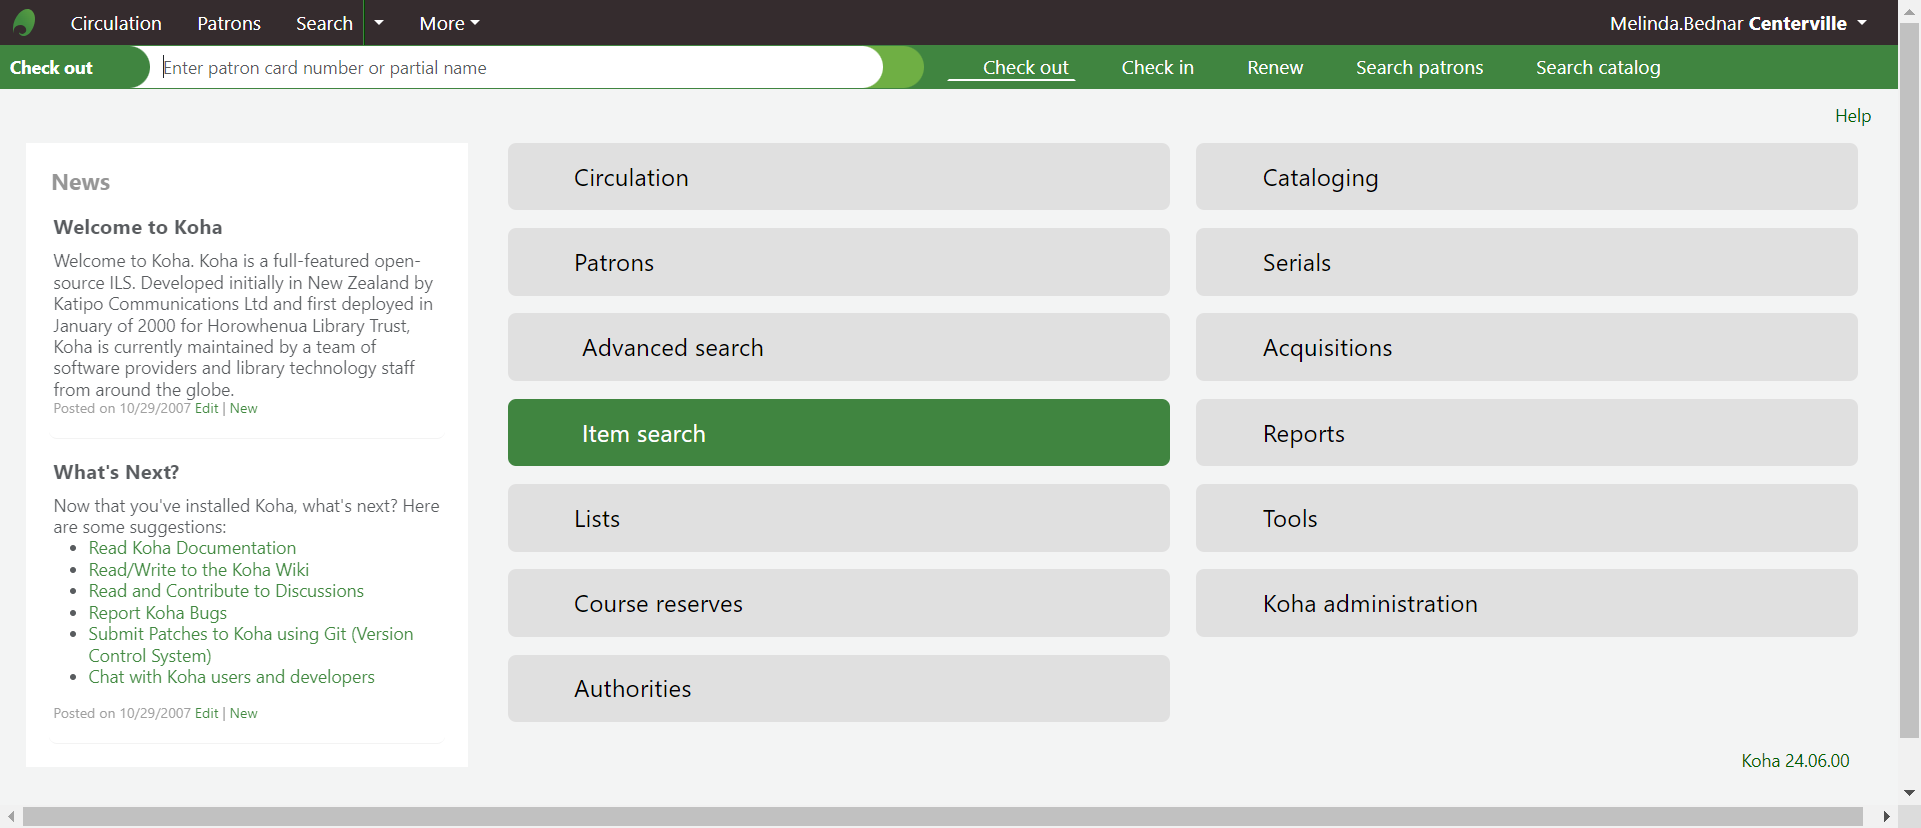 Circulation Patrons Search More Melinda.Bednar Centerville
Check out Enter patron card number or partial name Check out Check in Renew Search patrons Search catalog
Help
News
Welcome to Koha
Welcome to Koha. Koha is a full-featured open-
source ILS. Developed initially in New Zealand by
Katipo Communications Ltd and first deployed in
January of 2000 for Horowhenua Library Trust,
Koha is currently maintained by a team of
software providers and library technology staff
from around the globe.
Posted on 10/29/2007 Edit | New
What's Next?
Now that you've installed Koha, what's next? Here
are some suggestions:
• Read Koha Documentation
• Read/Write to the Koha Wiki
• Read and Contribute to Discussions
• Report Koha Bugs
• Submit Patches to Koha using Git (Version
Control System)
• Chat with Koha users and developers
Posted on 10/29/2007 Edit | New
Circulation
Patrons
Advanced search
Item search
Lists
Course reserves
Authorities
Cataloging
Serials
Acquisitions
Reports
Tools
Koha administration
Koha 24.06.00